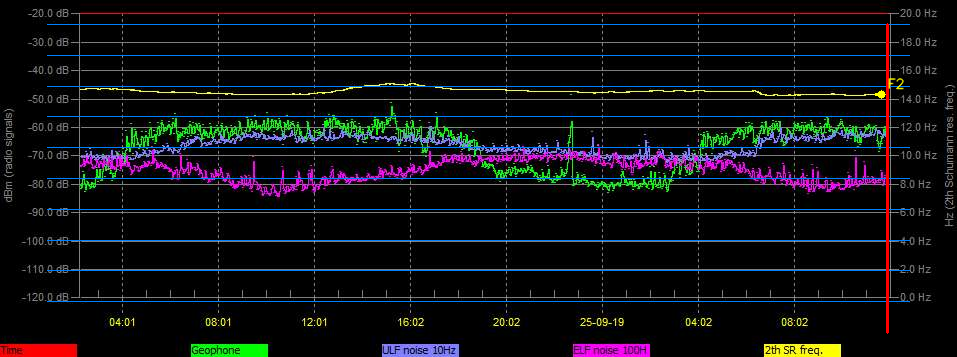 -20.0 dB 20.0 Hz
-30.0 dB 18.0 Hz
-40.0 dB 16.0 Hz
F2
-50.0 dB 14.0 Hz
-60.0 dB 12.0 Hz
-70.0 dB 10.0 Hz
-80.0 dB 8.0 Hz
-90.0 dB 6.0 Hz
-100.0 dB 4.0 Hz
-110.0 dB 2.0 Hz
-120.0 dB 0.0 Hz
dBm (radio signals)
Hz (2th Schumann res. freq.)
04:01 08:01 12:01 16:02 20:02 25-09-19 04:02 08:02
Time Geophone ULF noise 10Hz ELF noise 100H 2th SR freq.